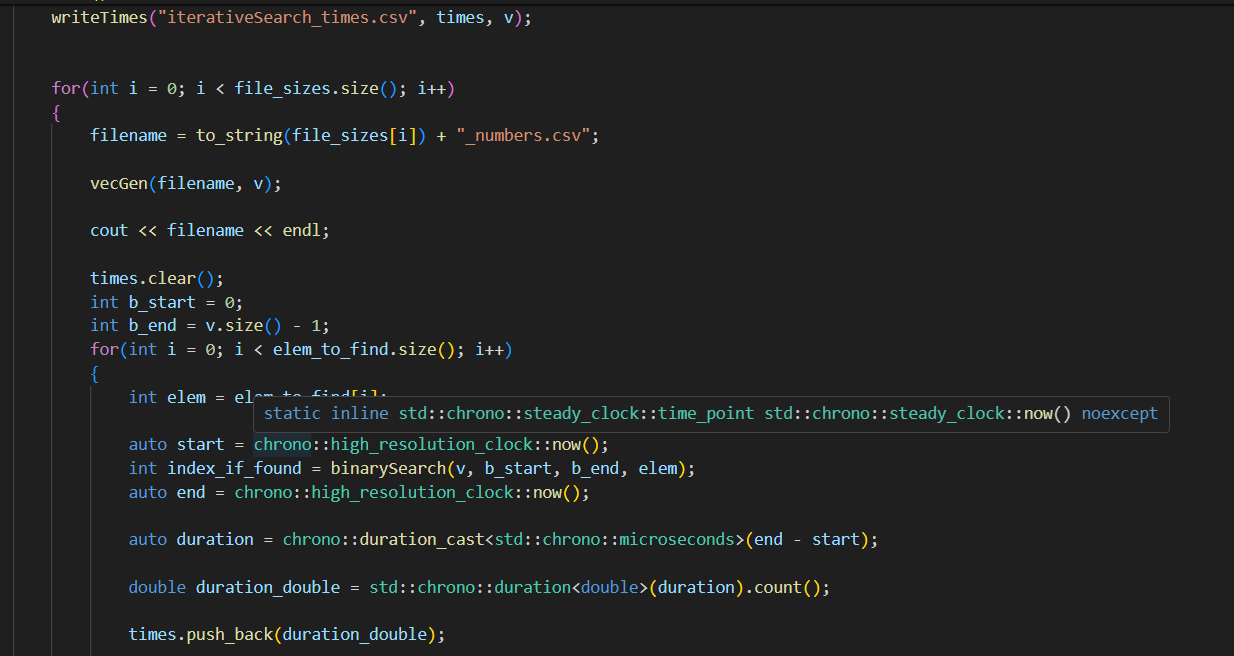 writeTimes("iterativeSearch_times.csv", times, v);
for(int i = 0; i < file_sizes.size(); i++)
{
filename = to_string(file_sizes[i]) + "_numbers.csv";
vecGen(filename, v);
cout << filename << endl;
times.clear();
int b_start = 0;
int b_end = v.size() - 1;
for(int i = 0; i < elem_to_find.size(); i++)
{
int elem = elem_to_find[i];
static inline std::chrono::steady_clock::time_point std::chrono::steady_clock::now() noexcept
auto start = chrono::high_resolution_clock::now();
int index_if_found = binarySearch(v, b_start, b_end, elem);
auto end = chrono::high_resolution_clock::now();
auto duration = chrono::duration_cast<std::chrono::microseconds>(end - start);
double duration_double = std::chrono::duration<double>(duration).count();
times.push_back(duration_double);